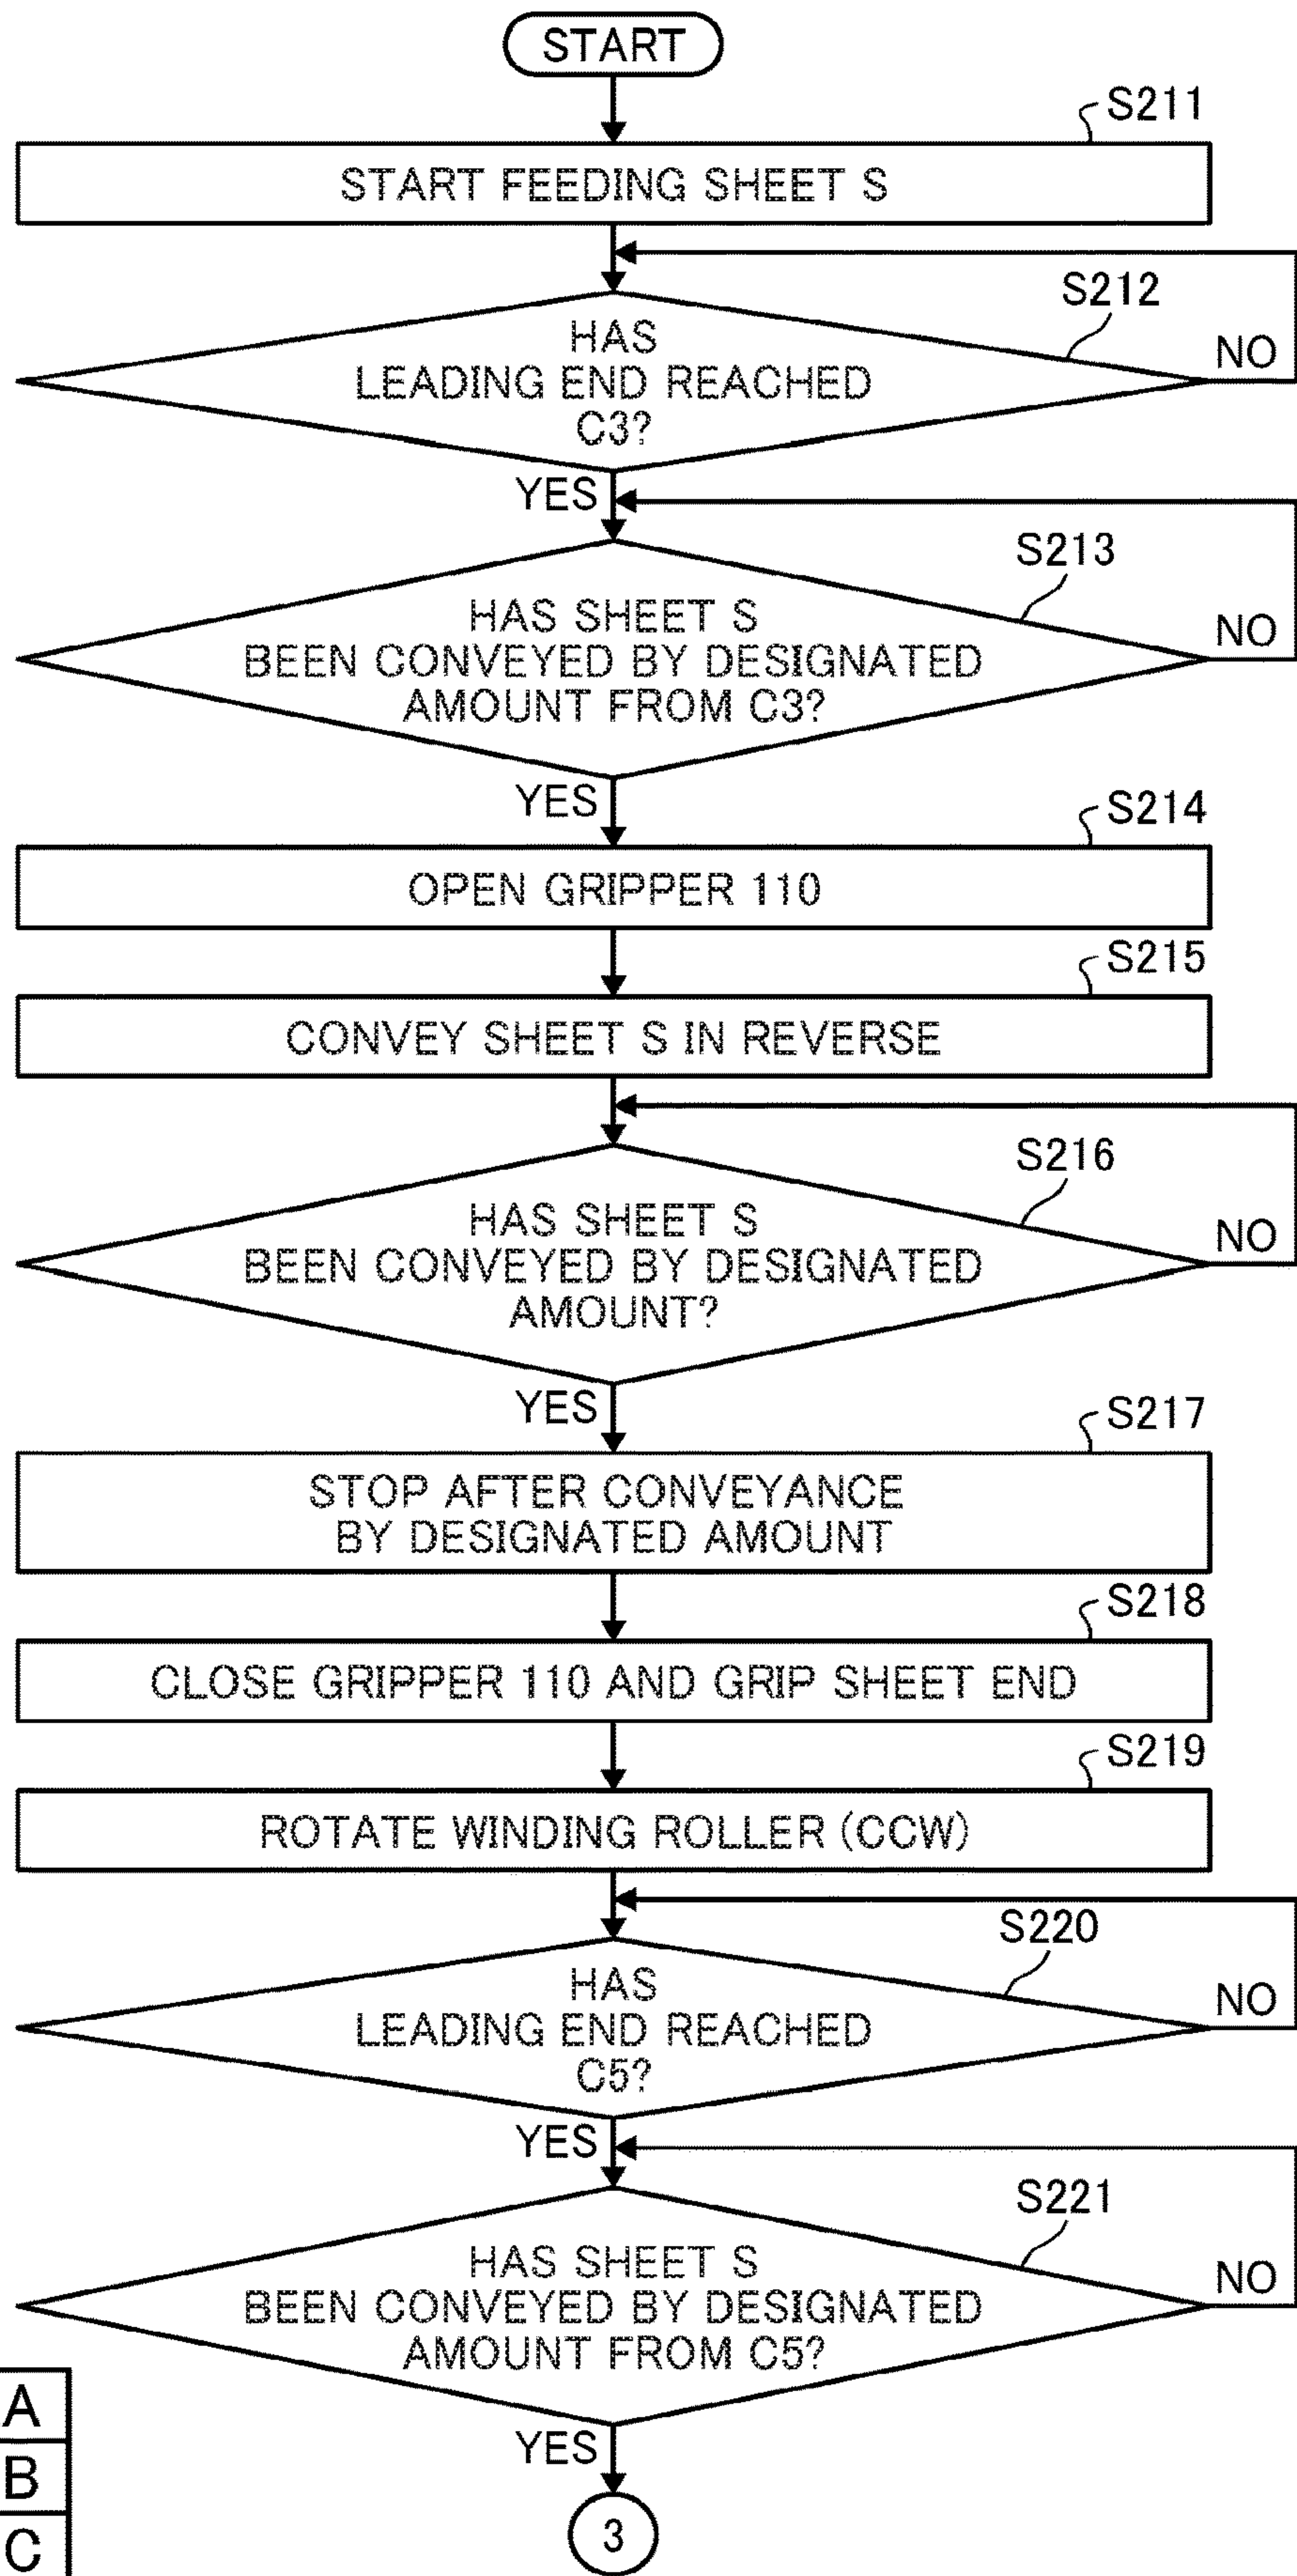 START
S211
START FEEDING SHEET S
S212
HAS
LEADING END REACHED
C3?
NO
YES
S213
HAS SHEET S
BEEN CONVEYED BY DESIGNATED
AMOUNT FROM C3?
NO
YES
S214
OPEN GRIPPER 110
S215
CONVEY SHEET S IN REVERSE
S216
HAS SHEET S
BEEN CONVEYED BY DESIGNATED
AMOUNT?
NO
YES
S217
STOP AFTER CONVEYANCE
BY DESIGNATED AMOUNT
S218
CLOSE GRIPPER 110 AND GRIP SHEET END
S219
ROTATE WINDING ROLLER (CCW)
S220
HAS
LEADING END REACHED
C5?
NO
YES
S221
HAS SHEET S
BEEN CONVEYED BY DESIGNATED
AMOUNT FROM C5?
NO
YES
3
A
B
C